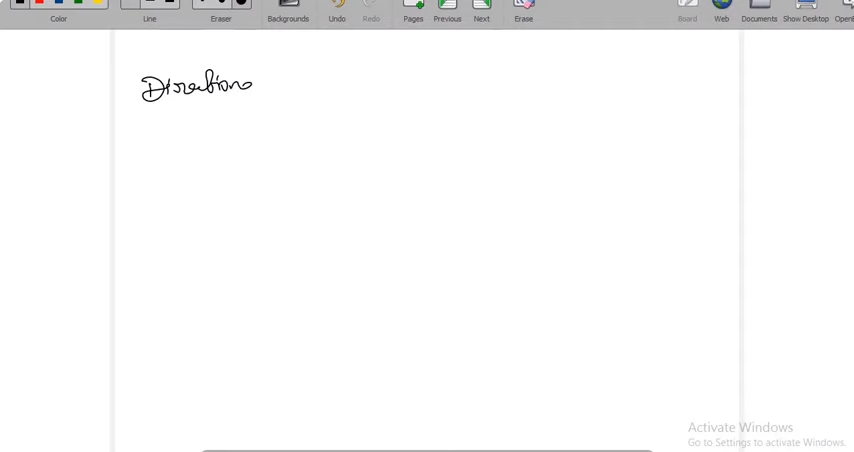 Color Line Eraser Backgrounds Undo Redo Pages Previous Next Erase Board Web Documents Show Desktop
Directions
Activate Windows
Go to Settings to activate Windows.